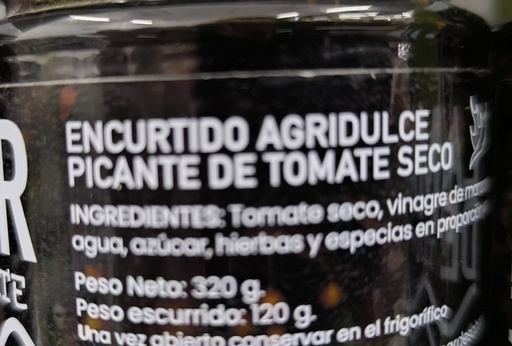 ENCURTIDO AGRIDULCE
PICANTE DE TOMATE SECO
INGREDIENTES: Tomate seco, vinagre de
agua, azúcar, hierbas y especias en
Peso Neto: 320 g.
Peso escurrido: 120 g.
Una vez abierto conservar en el frigorífico
R
TE